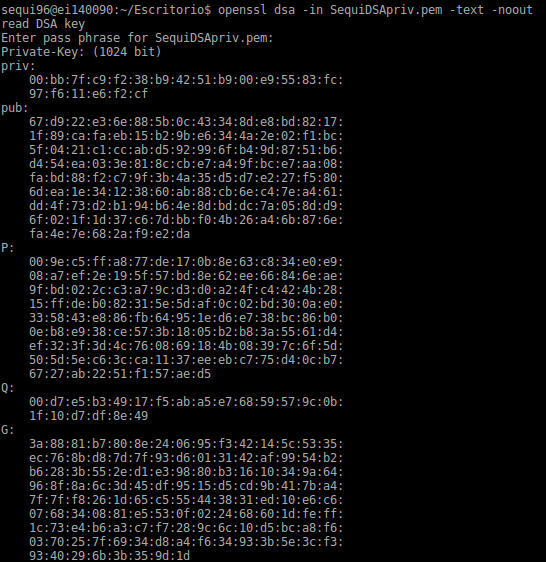 sequi96@ei140090:~/Escritorio$ openssl dsa -in SequiDSApriv.pem -text -noout
read DSA key
Enter pass phrase for SequiDSApriv.pem:
Private-Key: (1024 bit)
priv:
00:bb:7f:c9:f2:38:b9:42:51:b9:00:e9:55:83:fc:
97:f6:11:e6:f2:cf
pub:
67:d9:22:e3:6e:88:5b:0c:43:34:8d:e8:bd:82:17:
1f:89:ca:fa:eb:15:b2:9b:e6:34:4a:2e:02:f1:bc:
5f:04:21:c1:cc:ab:d5:92:99:6f:b4:9d:87:51:b6:
d4:54:ea:03:3e:81:8c:cb:e7:a4:9f:bc:e7:aa:08:
fa:bd:88:f2:c7:9f:3b:4a:35:d5:d7:e2:27:f5:80:
6d:ea:1e:34:12:38:60:ab:88:cb:6e:c4:7e:a4:61:
dd:4f:73:d2:b1:94:b6:4e:8d:bd:dc:7a:05:8d:d9:
6f:02:1f:1d:37:c6:7d:bb:f0:4b:26:a4:6b:87:6e:
fa:4e:7e:68:2a:f9:e2:da
P:
00:9e:c5:ff:a8:77:de:17:0b:8e:63:c8:34:e0:e9:
08:a7:ef:2e:19:5f:57:bd:8e:62:ee:66:84:6e:ae:
9f:bd:02:2c:c3:a7:9c:d3:d0:a2:4f:c4:42:4b:28:
15:ff:de:b0:82:31:5e:5d:af:0c:02:bd:30:0a:e0:
33:58:43:e8:86:fb:64:95:1e:d6:e7:38:bc:86:b0:
0e:b8:e9:38:ce:57:3b:18:05:b2:b8:3a:55:61:d4:
ef:32:3f:3d:4c:76:08:69:18:4b:08:39:7c:6f:5d:
50:5d:5e:c6:3c:ca:11:37:ee:eb:c7:75:d4:0c:b7:
67:27:ab:22:51:f1:57:ae:d5
Q:
00:d7:e5:b3:49:17:f5:ab:a5:e7:68:59:57:9c:0b:
1f:10:d7:df:8e:49
G:
3a:88:81:b7:80:8e:24:06:95:f3:42:14:5c:53:35:
ec:76:8b:d8:7d:7f:93:d6:01:31:42:af:99:54:b2:
b6:28:3b:55:2e:d1:e3:98:80:b3:16:10:34:9a:64:
96:8f:8a:6c:3d:45:df:95:15:d5:cd:9b:41:7b:a4:
7f:7f:f8:26:1d:65:c5:55:44:38:31:ed:10:e6:c6:
07:68:34:08:81:e5:53:0f:02:24:68:60:1d:fe:ff:
1c:73:e4:b6:a3:c7:f7:28:9c:6c:10:d5:bc:a8:f6:
03:70:25:7f:69:34:d8:a4:f6:34:93:3b:5e:3c:f3:
93:40:29:6b:3b:35:9d:1d